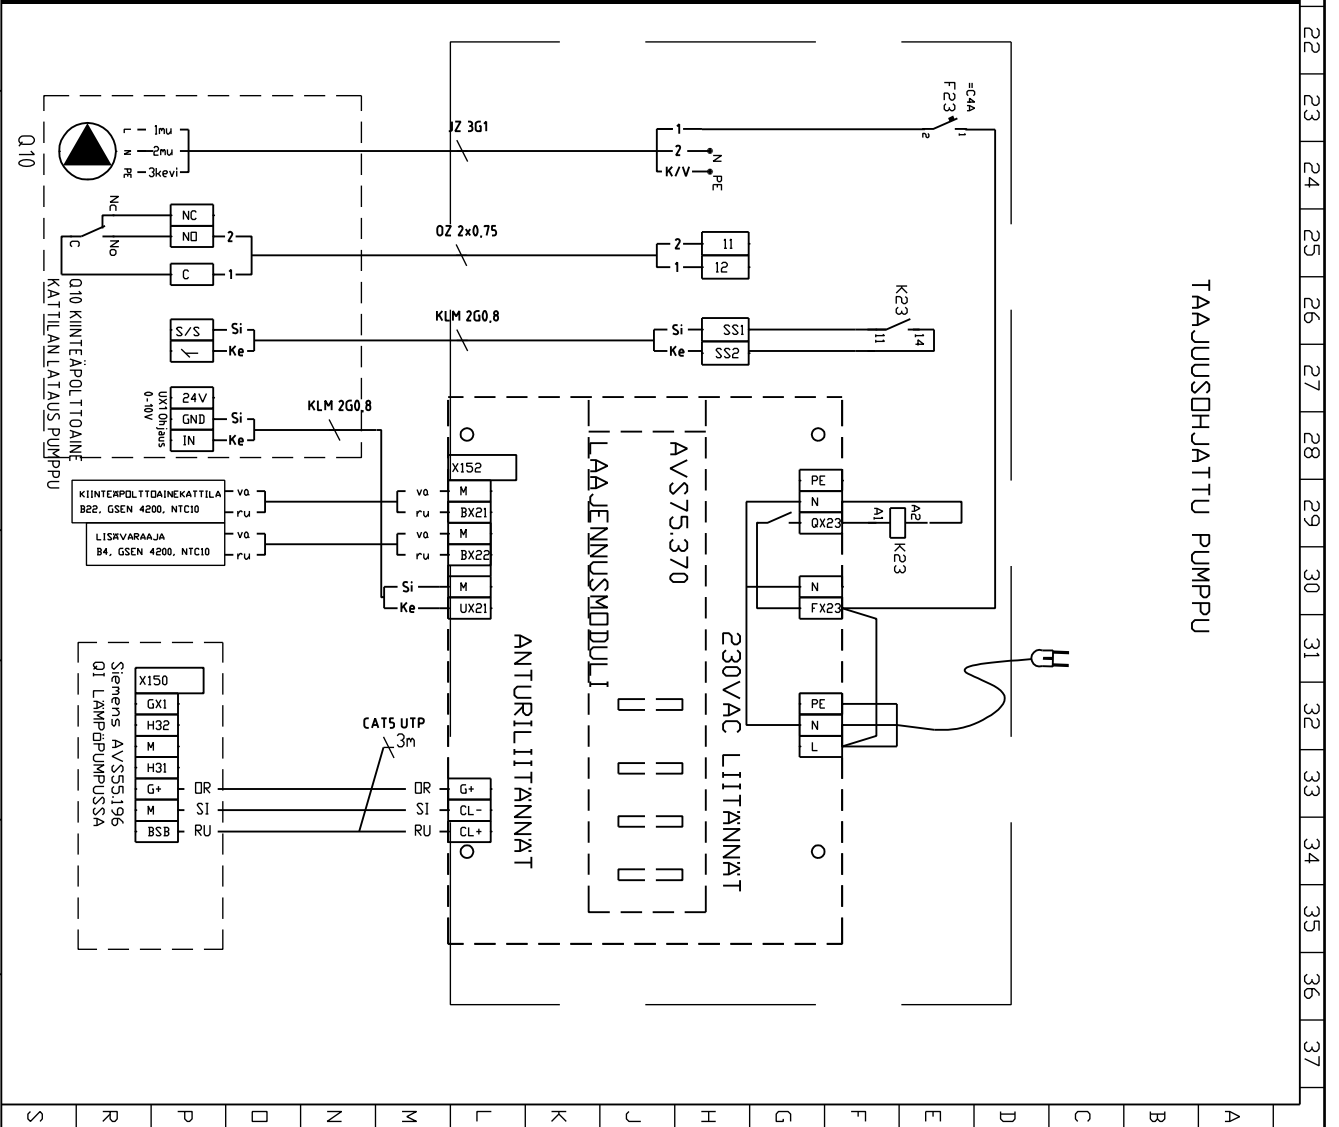 TAAJUUSOHJATTU PUMPPU
22
23
24
25
26
27
28
29
30
31
32
33
34
35
36
37
S
R
P
O
N
M
L
K
J
H
G
F
E
D
C
B
A
=C4A
F23
1
2
JZ 3G1
1
2
K/V
N
PE
Q10
L
N
PE
1mu
2mu
3kevi
Nc
No
C
NC
NO
C
2
1
OZ 2x0,75
2
1
11
12
Q10 KIINTEÄPOLTTOAINE
KATTILAN LATAUS PUMPPU
S/S
Si
Ke
KLM 2G0,8
Si
Ke
SS1
SS2
K23
11
14
UX1 Ohjaus
0-10V
24V
GND
IN
Si
Ke
KLM 2G0,8
KIINTEÄPOLTTOAINEKATTILA
B22, GSEN 4200, NTC10
va
ru
va
ru
LISÄVARAAJA
B4, GSEN 4200, NTC10
va
ru
va
ru
Si
Ke
X152
M
BX21
M
BX22
M
UX21
AVS75.370
LAAJENNUSMODULI
ANTURILIITÄNNÄT
230VAC LIITÄNNÄT
PE
N
QX23
N
FX23
PE
N
L
A1
A2
K23
Siemens AVS55.196
QI LÄMPÖPUMPUSSA
X150
GX1
H32
M
H31
G+
M
BSB
OR
SI
RU
CAT5 UTP
3m
OR
SI
RU
G+
CL-
CL+